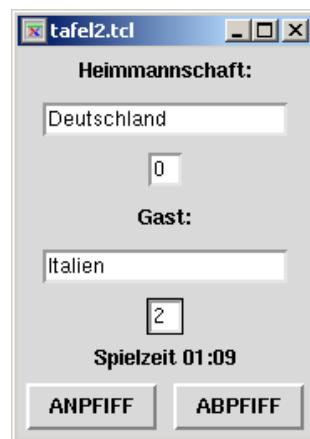 tafel2.tcl
Heimmannschaft:
Deutschland
0
Gast:
Italien
2
Spielzeit 01:09
ANPFIFF ABPFIFF